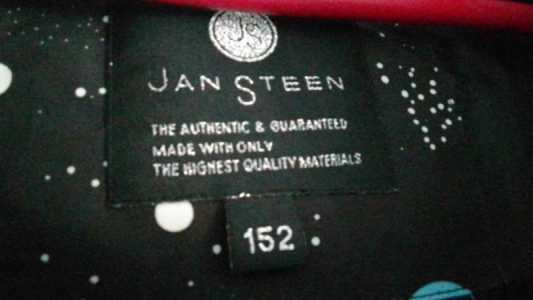 JS
JAN STEEN
THE AUTHENTIC & GUARANTEED
MADE WITH ONLY
THE HIGHEST QUALITY MATERIALS
152